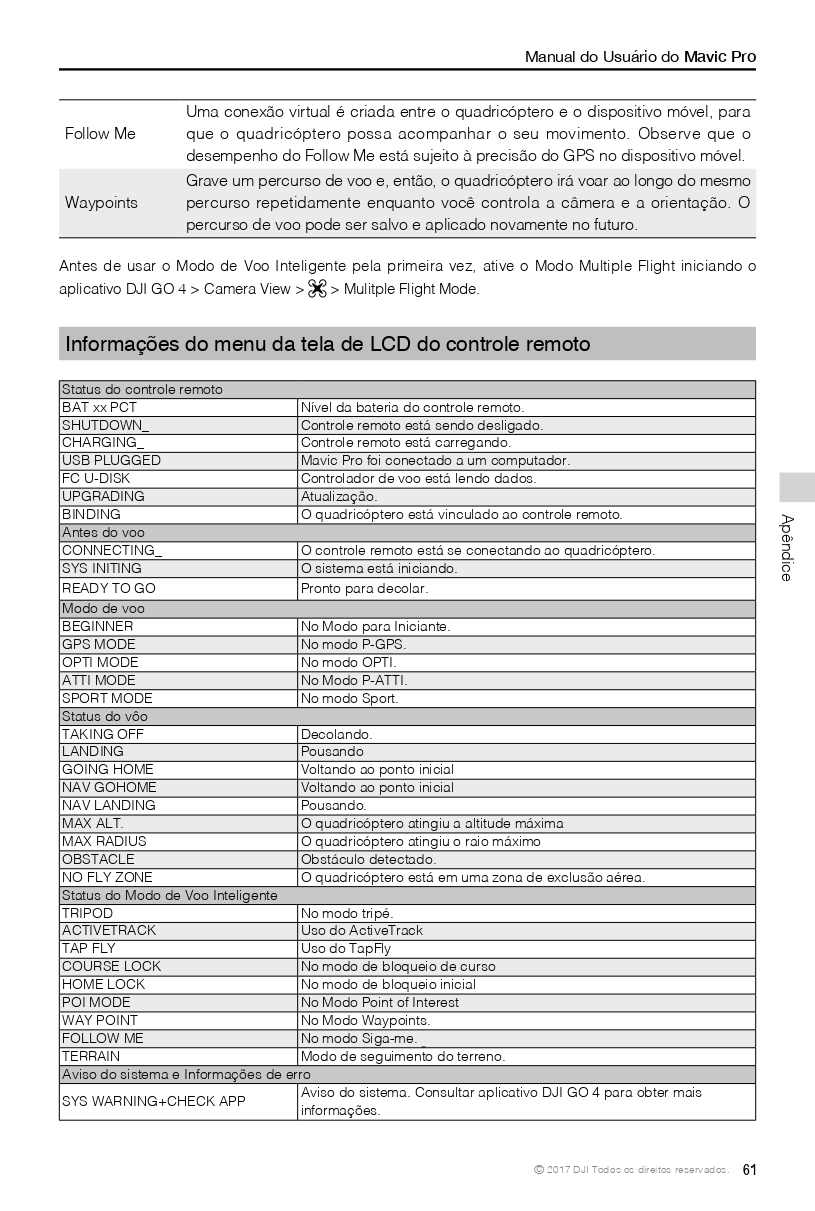 Manual do Usuário do Mavic Pro
Follow Me
Uma conexão virtual é criada entre o quadricóptero e o dispositivo móvel, para
que o quadricóptero possa acompanhar o seu movimento. Observe que o
desempenho do Follow Me está sujeito à precisão do GPS no dispositivo móvel.
Waypoints
Grave um percurso de voo e, então, o quadricóptero irá voar ao longo do mesmo
percurso repetidamente enquanto você controla a câmera e a orientação. O
percurso de voo pode ser salvo e aplicado novamente no futuro.
Antes de usar o Modo de Voo Inteligente pela primeira vez, ative o Modo Multiple Flight iniciando o
aplicativo DJI GO 4 > Camera View > > Mulitple Flight Mode.
Informações do menu da tela de LCD do controle remoto
Status do controle remoto
BAT xx PCT Nível da bateria do controle remoto.
SHUTDOWN_ Controle remoto está sendo desligado.
CHARGING_ Controle remoto está carregando.
USB PLUGGED Mavic Pro foi conectado a um computador.
FC U-DISK Controlador de voo está lendo dados.
UPGRADING Atualização.
BINDING O quadricóptero está vinculado ao controle remoto.
Antes do voo
CONNECTING_ O controle remoto está se conectando ao quadricóptero.
SYS INITING O sistema está iniciando.
READY TO GO Pronto para decolar.
Modo de voo
BEGINNER No Modo para Iniciante.
GPS MODE No modo P-GPS.
OPTI MODE No modo OPTI.
ATTI MODE No Modo P-ATTI.
SPORT MODE No modo Sport.
Status do vôo
TAKING OFF Decolando.
LANDING Pousando
GOING HOME Voltando ao ponto inicial
NAV GOHOME Voltando ao ponto inicial
NAV LANDING Pousando.
MAX ALT. O quadricóptero atingiu a altitude máxima
MAX RADIUS O quadricóptero atingiu o raio máximo
OBSTACLE Obstáculo detectado.
NO FLY ZONE O quadricóptero está em uma zona de exclusão aérea.
Status do Modo de Voo Inteligente
TRIPOD No modo tripé.
ACTIVETRACK Uso do ActiveTrack
TAP FLY Uso do TapFly
COURSE LOCK No modo de bloqueio de curso
HOME LOCK No modo de bloqueio inicial
POI MODE No Modo Point of Interest
WAY POINT No Modo Waypoints.
FOLLOW ME No modo Siga-me. _
TERRAIN Modo de seguimento do terreno.
Aviso do sistema e Informações de erro
SYS WARNING+CHECK APP
Aviso do sistema. Consultar aplicativo DJI GO 4 para obter mais
informações.
Apêndice
© 2017 DJI Todos os direitos reservados. 61